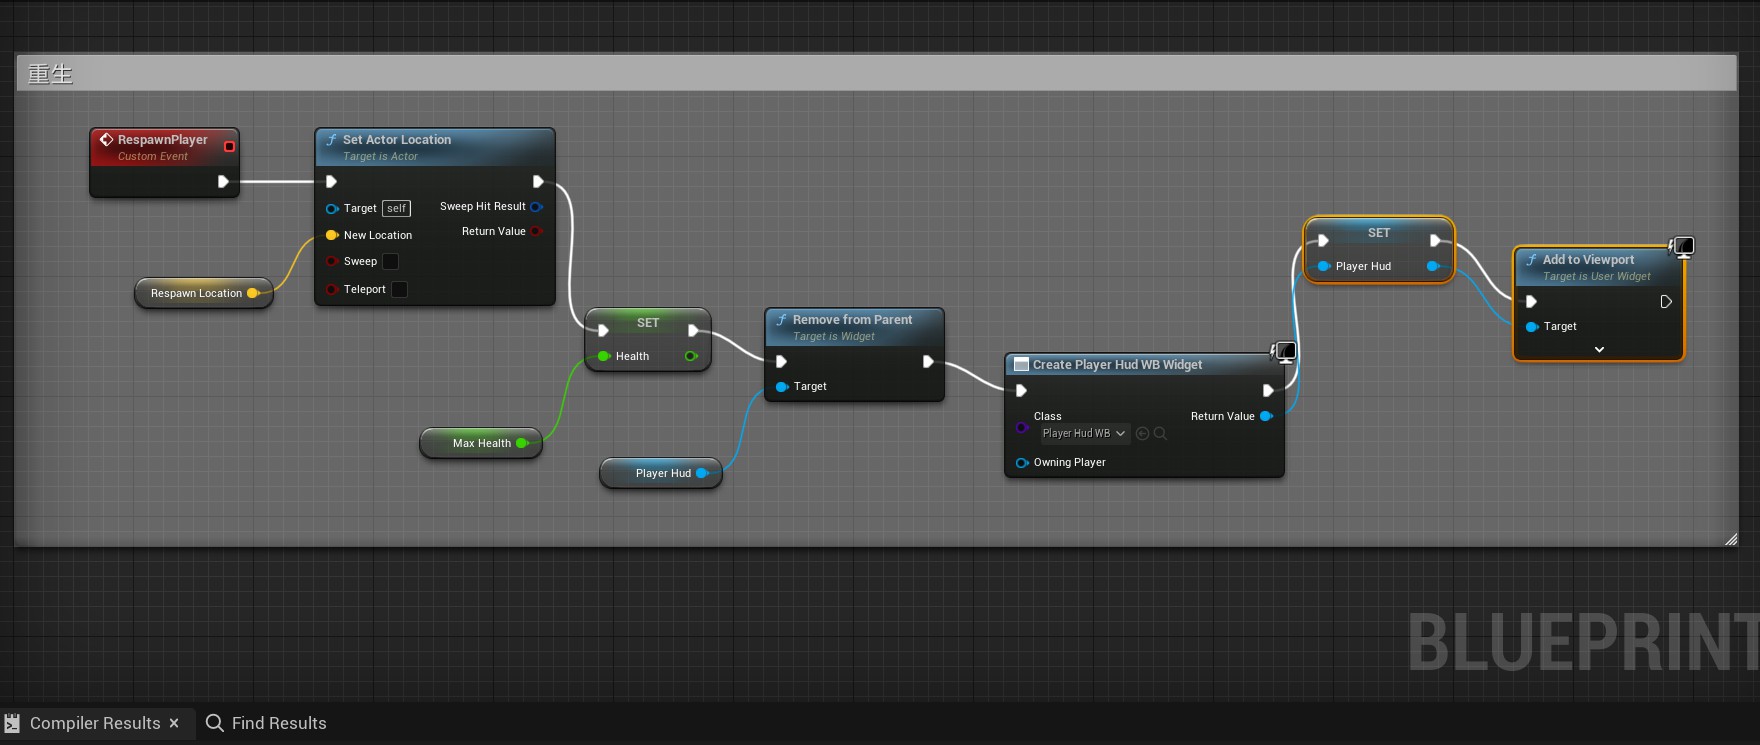 重生
RespawnPlayer
Custom Event
Respawn Location
Set Actor Location
Target is Actor
Target self
Sweep Hit Result
New Location
Return Value
Sweep
Teleport
SET
Health
Max Health
Remove from Parent
Target is Widget
Target
Player Hud
Create Player Hud WB Widget
Class
Return Value
Player Hud WB
Owning Player
SET
Player Hud
Add to Viewport
Target is User Widget
Target
BLUEPRINT
Compiler Results
Find Results